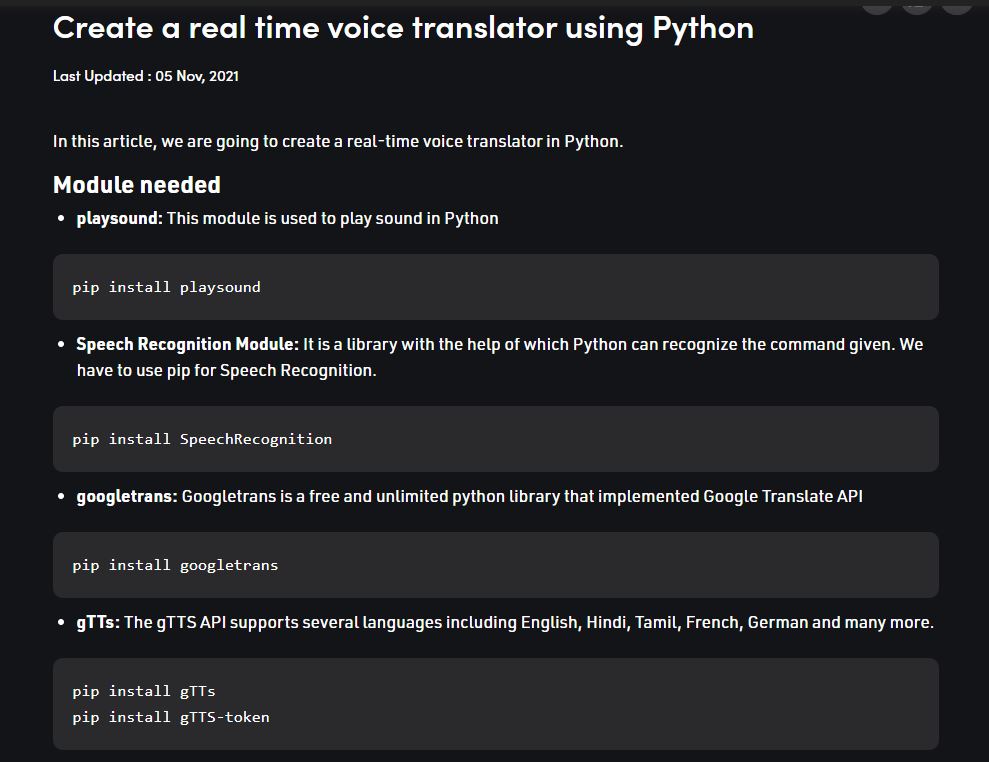 Create a real time voice translator using Python
Last Updated : 05 Nov, 2021
In this article, we are going to create a real-time voice translator in Python.
Module needed
• playsound: This module is used to play sound in Python
pip install playsound
• Speech Recognition Module: It is a library with the help of which Python can recognize the command given. We
have to use pip for Speech Recognition.
pip install SpeechRecognition
• googletrans: Googletrans is a free and unlimited python library that implemented Google Translate API
pip install googletrans
• gTTs: The gTTS API supports several languages including English, Hindi, Tamil, French, German and many more.
pip install gTTs
pip install gTTS-token